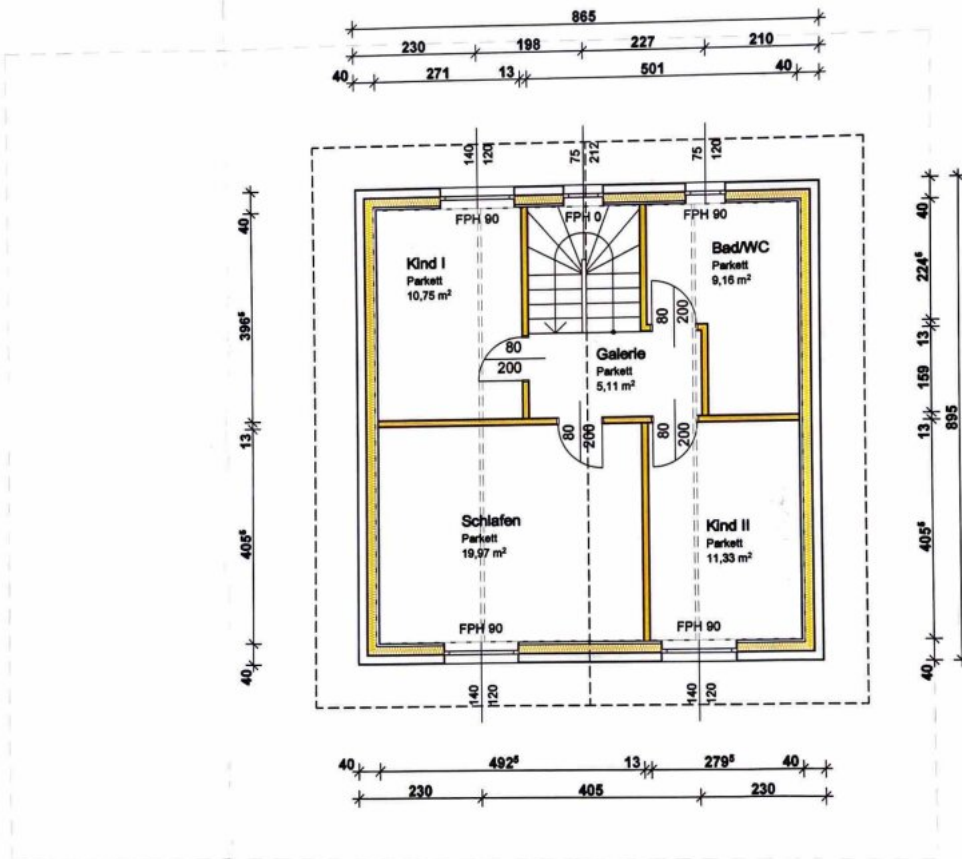 865
230 198 227 210
40 271 13 501 40
140 120 75 212 75 120
FPH 90 FPH 0 FPH 90
Kind I
Parkett
10,75 m²
Bad/WC
Parkett
9,16 m²
80
200
80 200
Galerie
Parkett
5,11 m²
80 200
80 200
Schlafen
Parkett
19,97 m²
Kind II
Parkett
11,33 m²
FPH 90 FPH 90
140 120 140 120
40
396⁵
13
405⁵
40
40
224⁵
13
159
13
405⁵
40
895
40 492⁵ 13 279⁵ 40
230 405 230